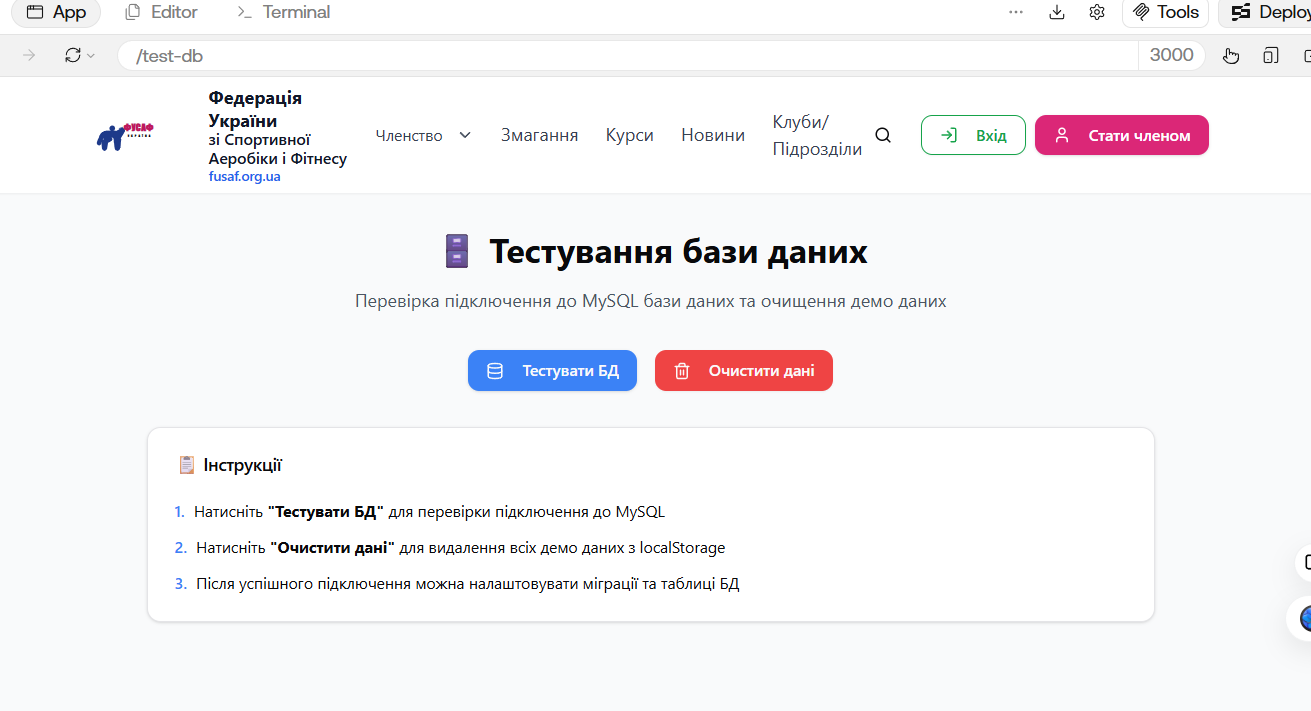 App Editor Terminal Tools Deploy
/test-db 3000
ФУСАФ
УКРАЇНА
Федерація
України
зі Спортивної
Аеробіки і Фітнесу
fusaf.org.ua
Членство Змагання Курси Новини
Клуби/
Підрозділи
Вхід Стати членом
Тестування бази даних
Перевірка підключення до MySQL бази даних та очищення демо даних
Тестувати БД Очистити дані
Інструкції
1. Натисніть "Тестувати БД" для перевірки підключення до MySQL
2. Натисніть "Очистити дані" для видалення всіх демо даних з localStorage
3. Після успішного підключення можна налаштовувати міграції та таблиці БД